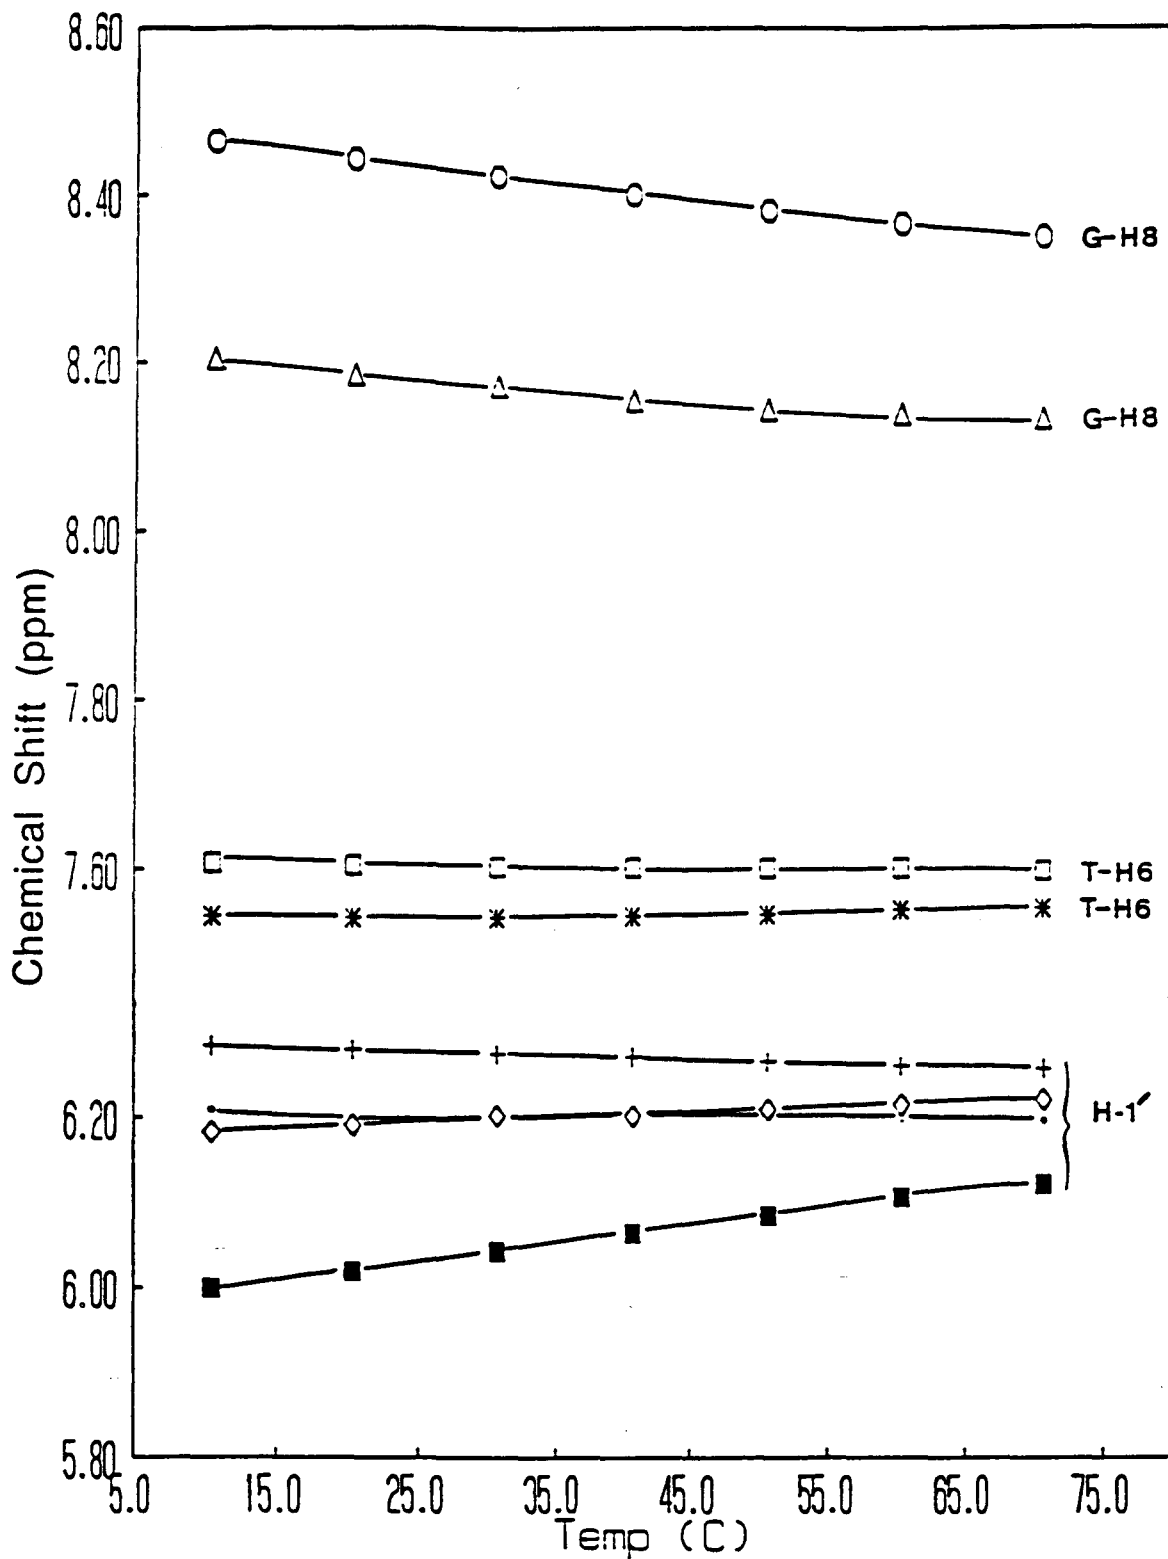 8.60
8.40
G-H8
8.20
G-H8
8.00
7.80
7.60
T-H6
T-H6
6.20
H-1′
6.00
5.80
5.0 15.0 25.0 35.0 45.0 55.0 65.0 75.0
Temp (C)
Chemical Shift (ppm)